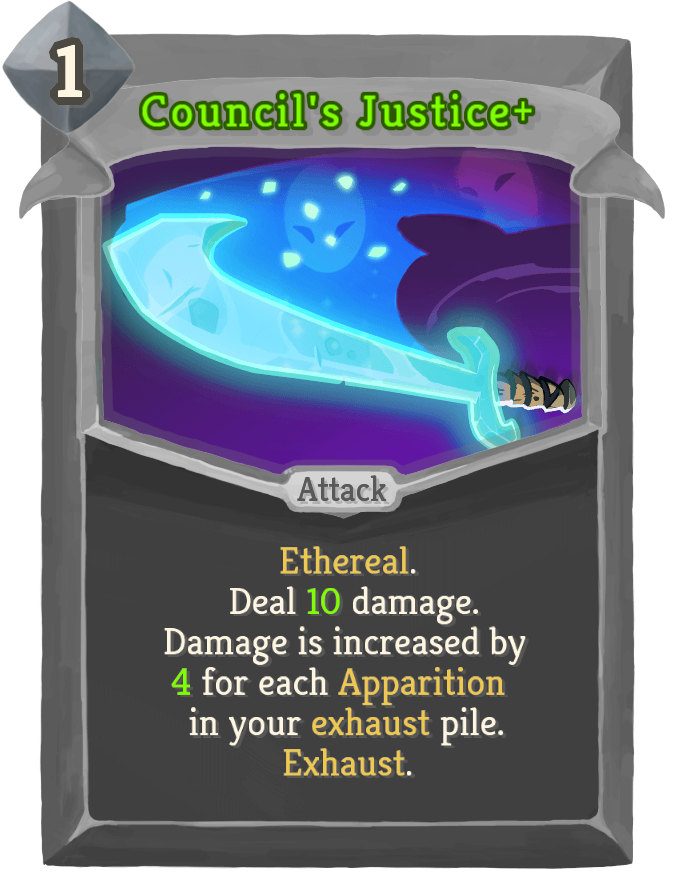 1
Council's Justice+
Attack
Ethereal.
Deal 10 damage.
Damage is increased by
4 for each Apparition
in your exhaust pile.
Exhaust.